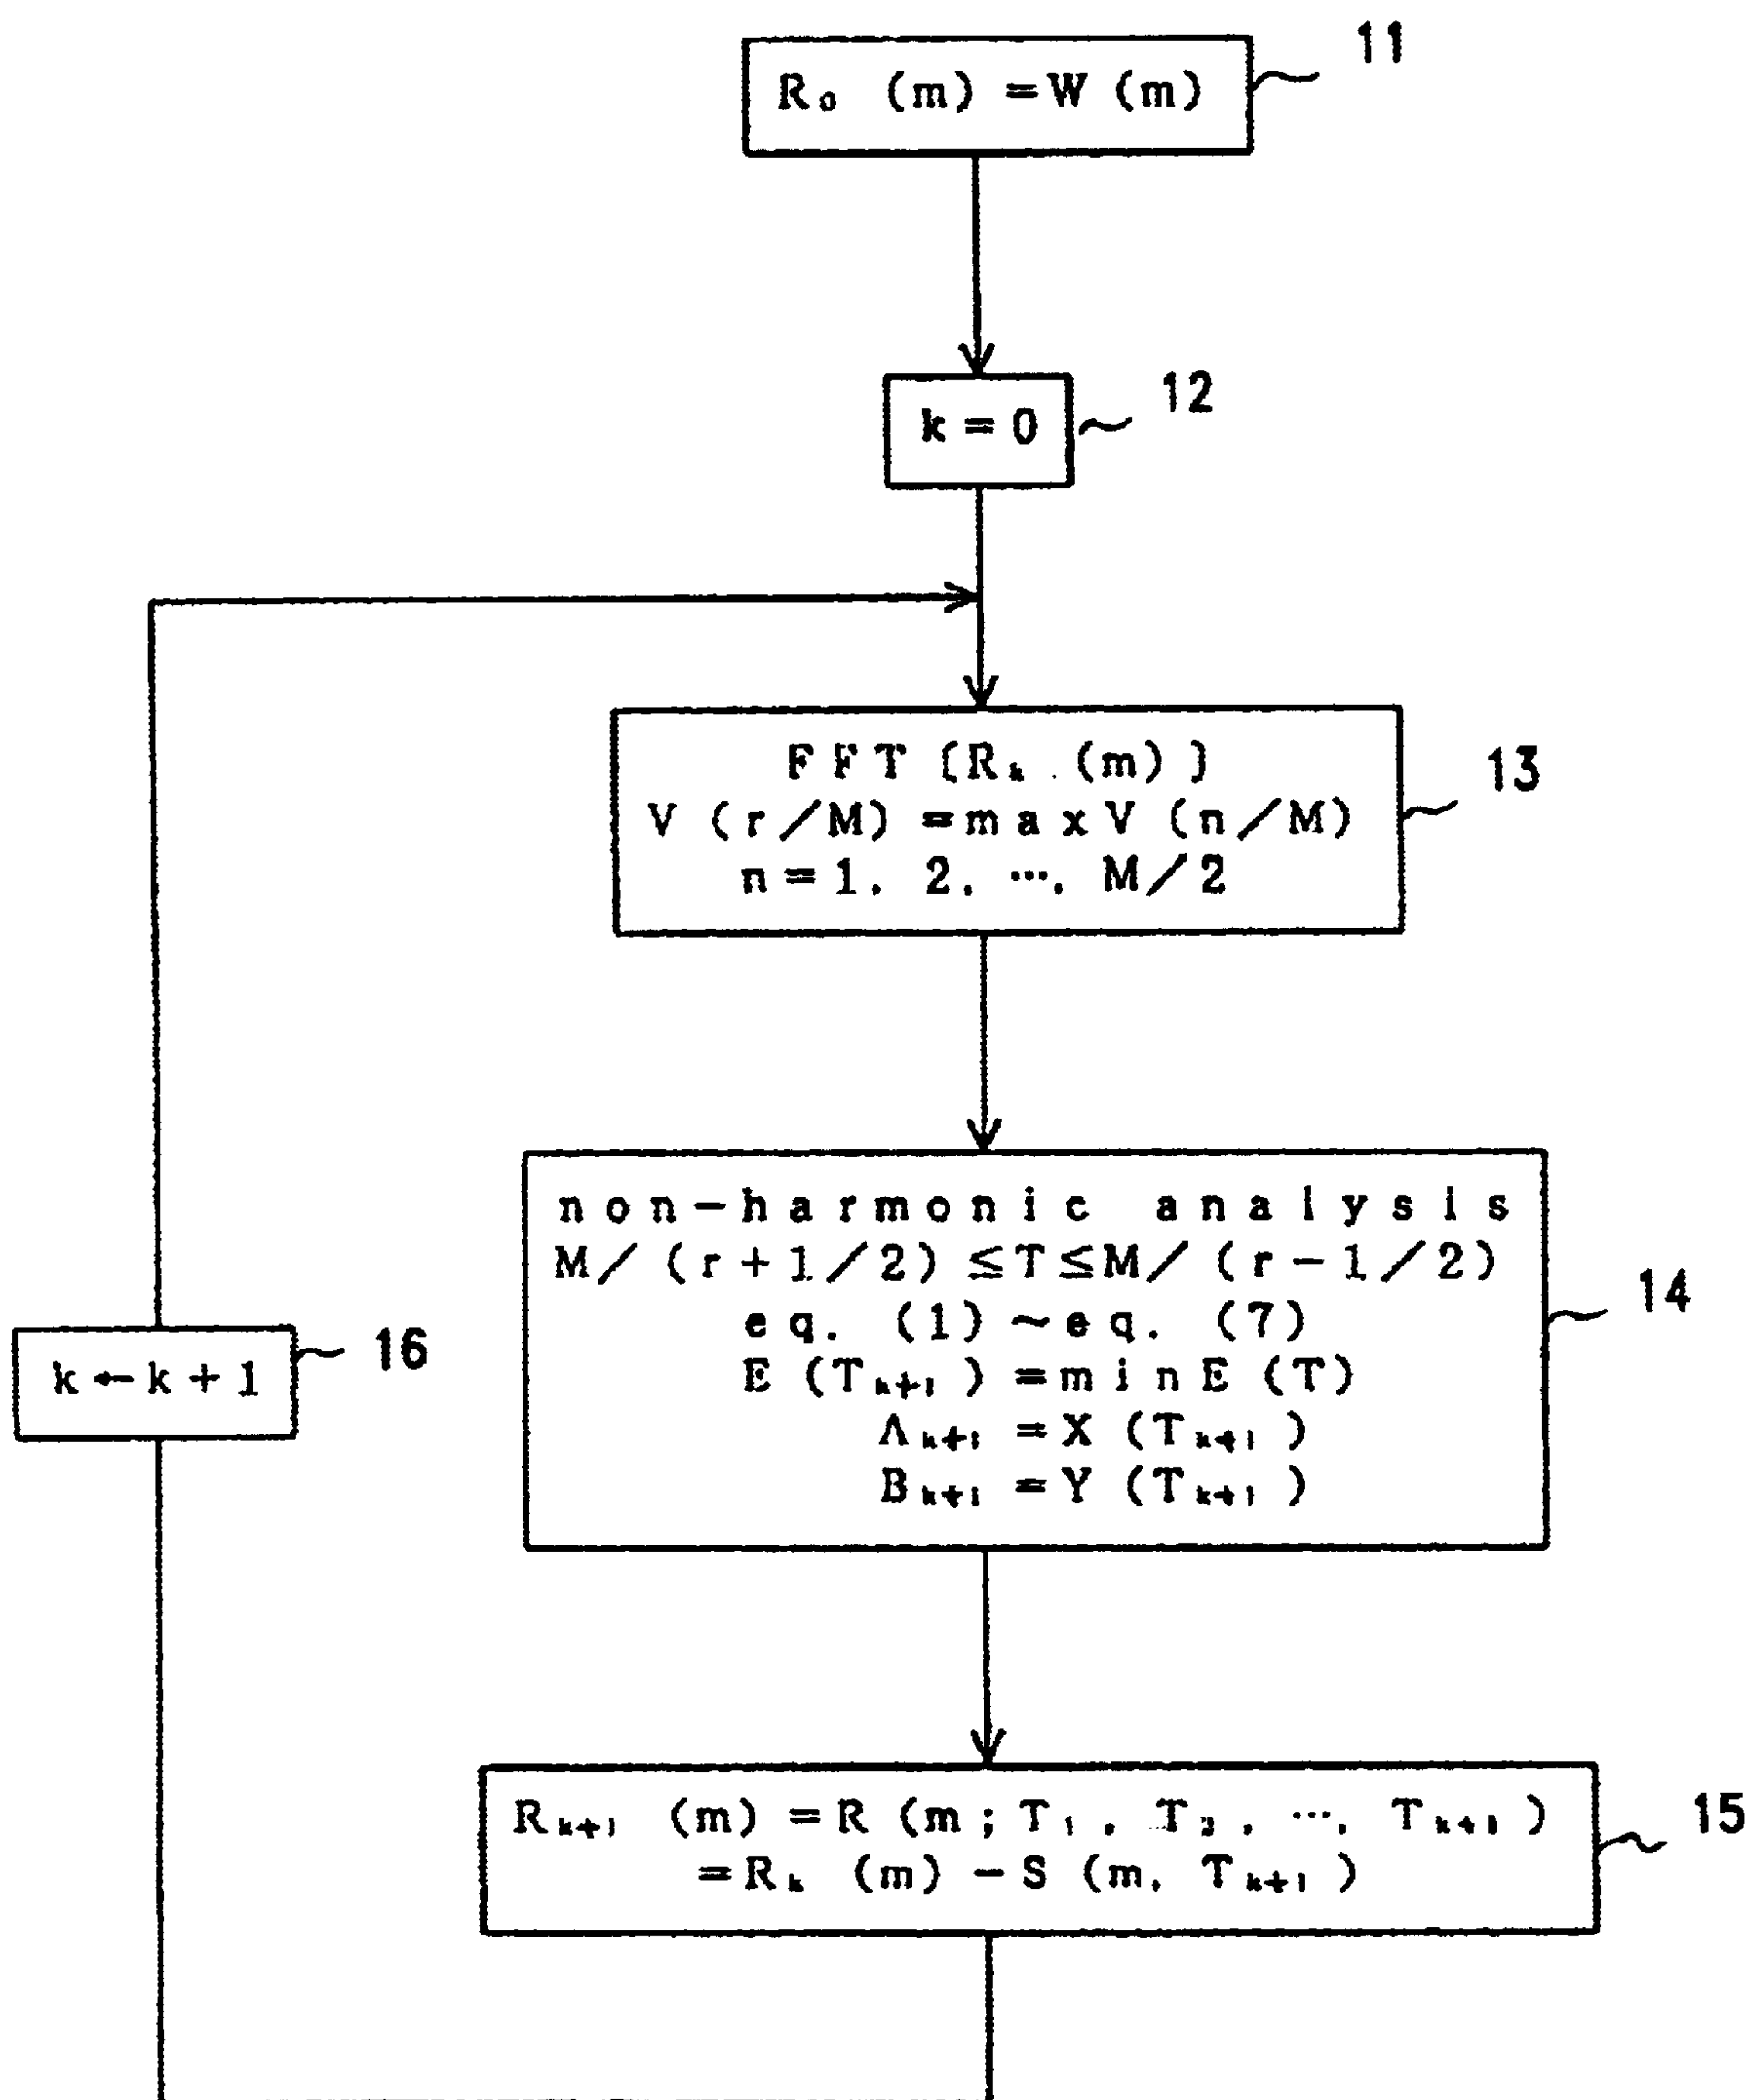 R₀ (m) =W (m)
11
k=0
12
FFT [Rₖ (m)]
V (r/M) =max V (n/M)
n=1, 2, …, M/2
13
non-harmonic analysis
M/(r+1/2) ≦T≦M/(r-1/2)
eq. (1) ~eq. (7)
E (Tₖ₊₁) =min E (T)
Aₖ₊₁ =X (Tₖ₊₁)
Bₖ₊₁ =Y (Tₖ₊₁)
14
k←k+1
16
Rₖ₊₁ (m) =R (m; T₁, T₂, …, Tₖ₊₁)
=Rₖ (m) -S (m, Tₖ₊₁)
15